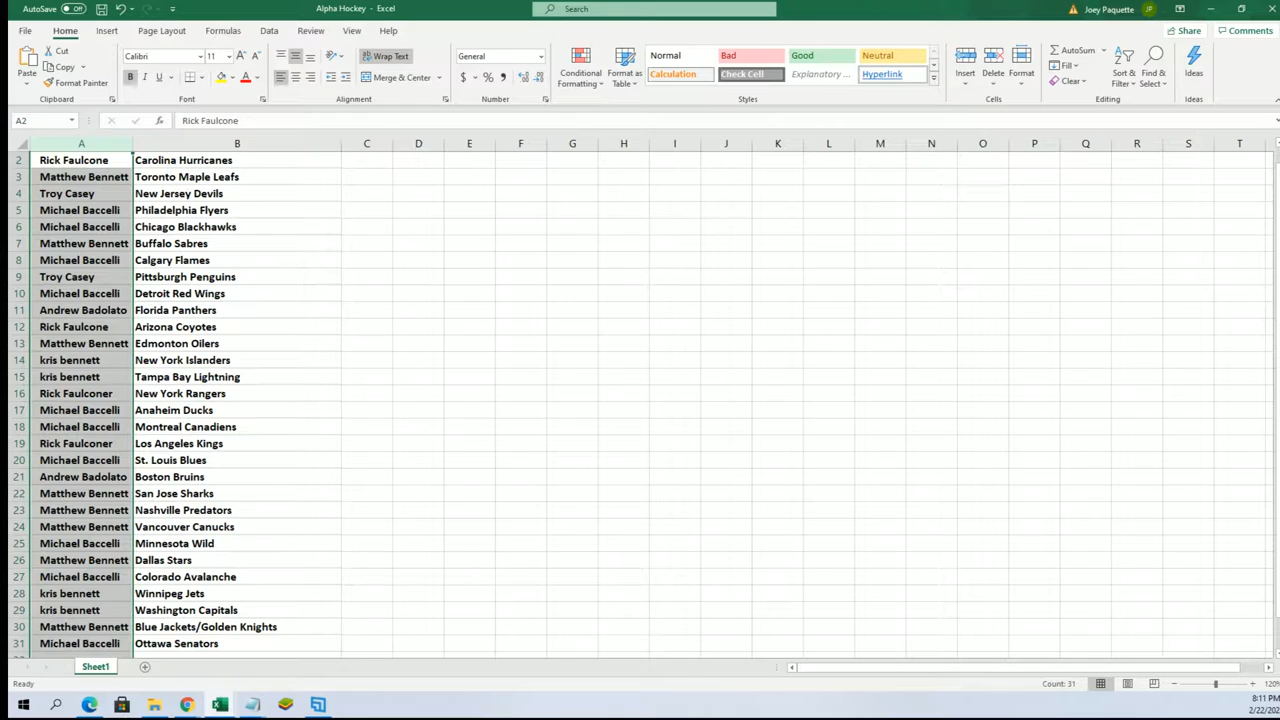 AutoSave Off
Alpha Hockey - Excel
Search
Joey Paquette JP
File Home Insert Page Layout Formulas Data Review View Help
Share Comments
Paste
Cut
Copy
Format Painter
Clipboard
Calibri 11
B I U
Font
Wrap Text
Merge & Center
Alignment
General
$ % 9
Number
Conditional Formatting
Format as Table
Normal Bad Good Neutral
Calculation Check Cell Explanatory ... Hyperlink
Styles
Insert Delete Format
Cells
AutoSum
Fill
Clear
Sort & Filter
Find & Select
Editing
Ideas
Ideas
A2 fx Rick Faulcone
A B C D E F G H I J K L M N O P Q R S T
2 Rick Faulcone Carolina Hurricanes
3 Matthew Bennett Toronto Maple Leafs
4 Troy Casey New Jersey Devils
5 Michael Baccelli Philadelphia Flyers
6 Michael Baccelli Chicago Blackhawks
7 Matthew Bennett Buffalo Sabres
8 Michael Baccelli Calgary Flames
9 Troy Casey Pittsburgh Penguins
10 Michael Baccelli Detroit Red Wings
11 Andrew Badolato Florida Panthers
12 Rick Faulcone Arizona Coyotes
13 Matthew Bennett Edmonton Oilers
14 kris bennett New York Islanders
15 kris bennett Tampa Bay Lightning
16 Rick Faulconer New York Rangers
17 Michael Baccelli Anaheim Ducks
18 Michael Baccelli Montreal Canadiens
19 Rick Faulconer Los Angeles Kings
20 Michael Baccelli St. Louis Blues
21 Andrew Badolato Boston Bruins
22 Matthew Bennett San Jose Sharks
23 Matthew Bennett Nashville Predators
24 Matthew Bennett Vancouver Canucks
25 Michael Baccelli Minnesota Wild
26 Matthew Bennett Dallas Stars
27 Michael Baccelli Colorado Avalanche
28 kris bennett Winnipeg Jets
29 kris bennett Washington Capitals
30 Matthew Bennett Blue Jackets/Golden Knights
31 Michael Baccelli Ottawa Senators
Sheet1
Ready
Count: 31
120%
8:11 PM
2/22/202